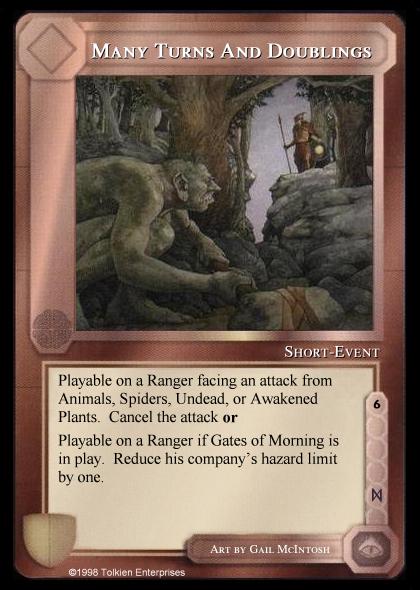 Many Turns And Doublings
Short-Event
Playable on a Ranger facing an attack from
Animals, Spiders, Undead, or Awakened
Plants. Cancel the attack or
Playable on a Ranger if Gates of Morning is
in play. Reduce his company's hazard limit
by one.
6
Art by Gail McIntosh
©1998 Tolkien Enterprises